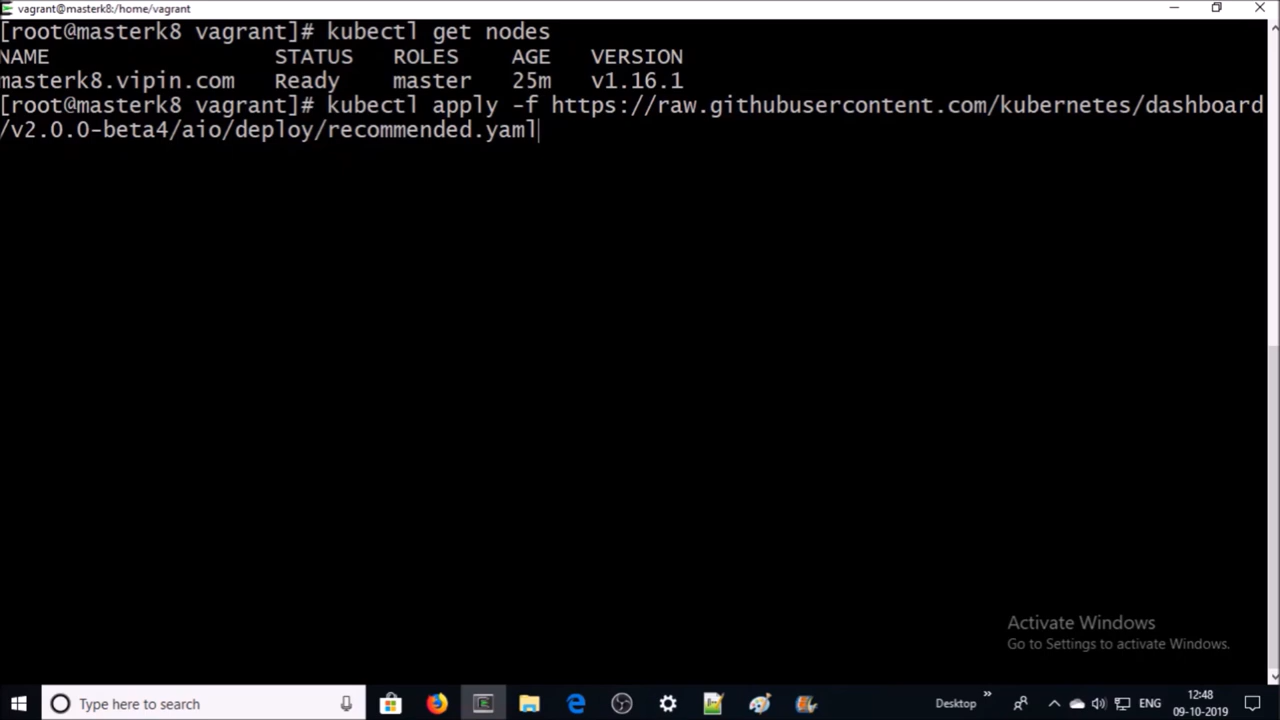 vagrant@masterk8:/home/vagrant
[root@masterk8 vagrant]# kubectl get nodes
NAME STATUS ROLES AGE VERSION
masterk8.vipin.com Ready master 25m v1.16.1
[root@masterk8 vagrant]# kubectl apply -f https://raw.githubusercontent.com/kubernetes/dashboard
/v2.0.0-beta4/aio/deploy/recommended.yaml
Activate Windows
Go to Settings to activate Windows.
Type here to search
Desktop
ENG
12:48
09-10-2019